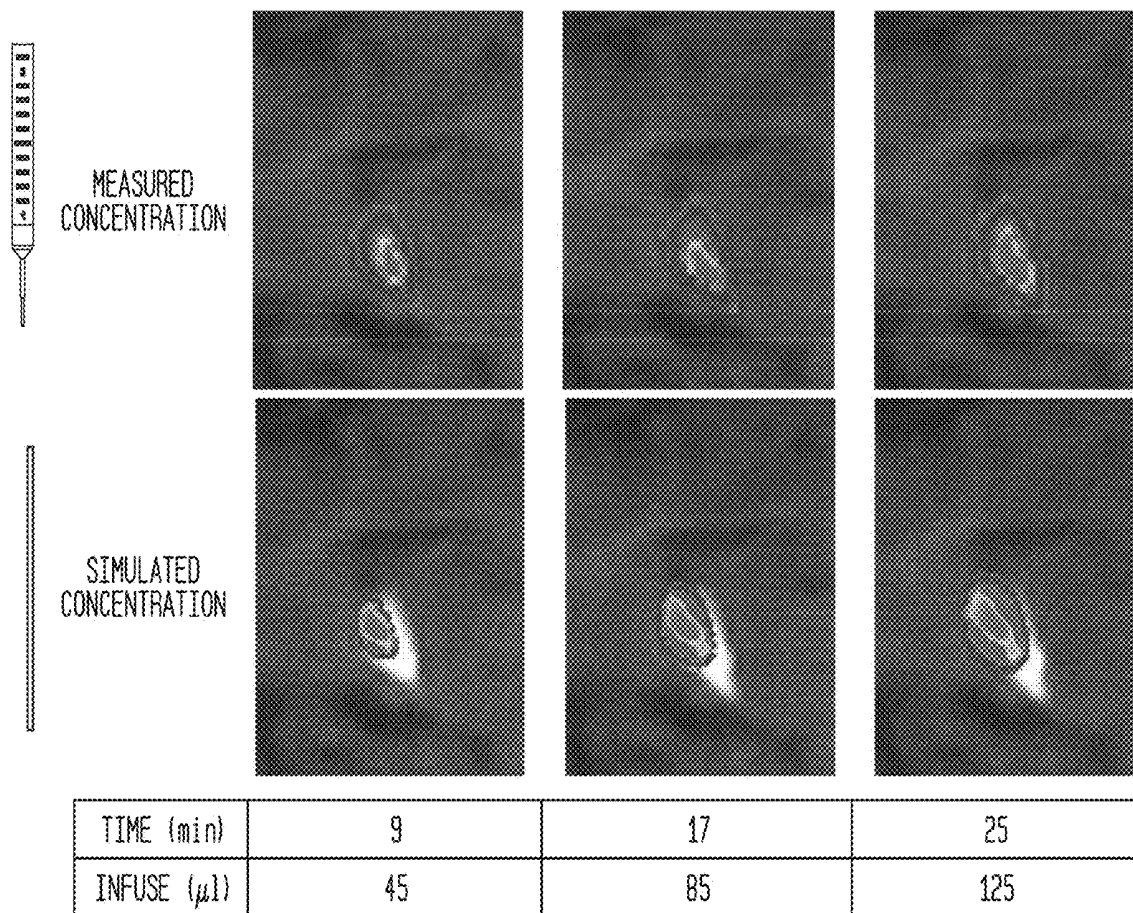 MEASURED
CONCENTRATION
SIMULATED
CONCENTRATION
TIME (min) 9 17 25
INFUSE (µl) 45 85 125